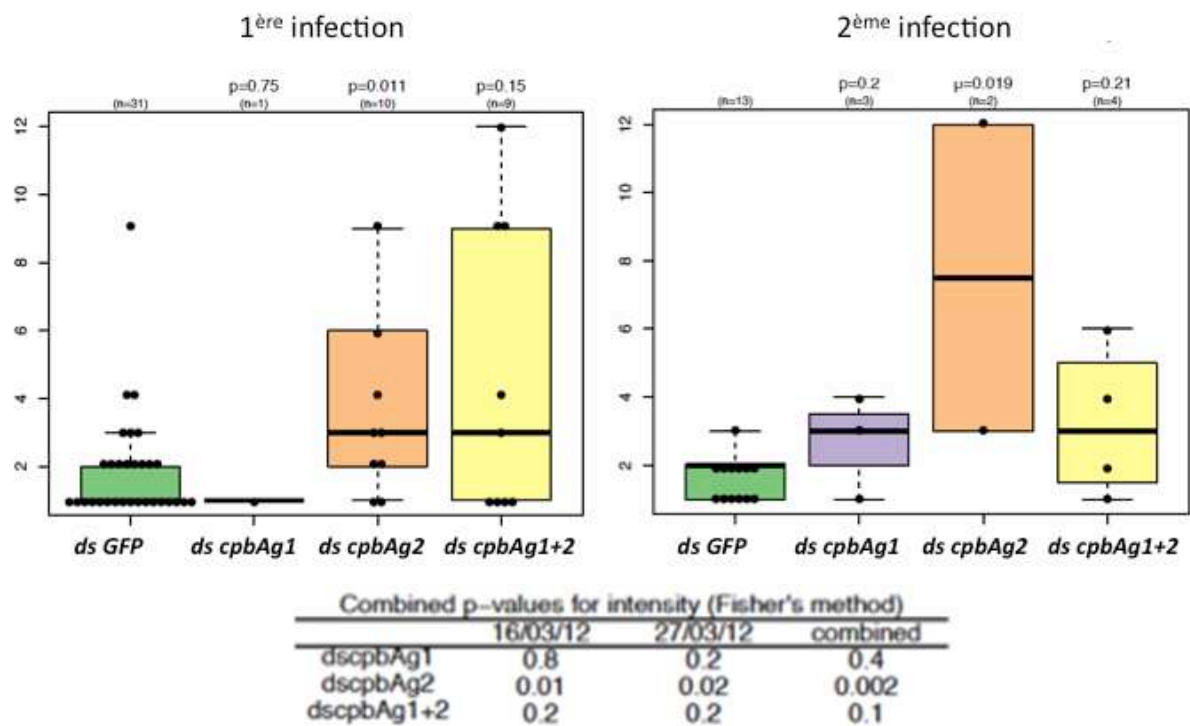 1ère infection
2ème infection
p=0.75 p=0.011 p=0.15
(n=31) (n=1) (n=10) (n=9)
p=0.2 µ=0.019 p=0.21
(n=13) (n=3) (n=2) (n=4)
12
10
8
6
4
2
12
10
8
6
4
2
ds GFP ds cpbAg1 ds cpbAg2 ds cpbAg1+2
ds GFP ds cpbAg1 ds cpbAg2 ds cpbAg1+2
Combined p-values for intensity (Fisher's method)
16/03/12 27/03/12 combined
dscpbAg1 0.8 0.2 0.4
dscpbAg2 0.01 0.02 0.002
dscpbAg1+2 0.2 0.2 0.1